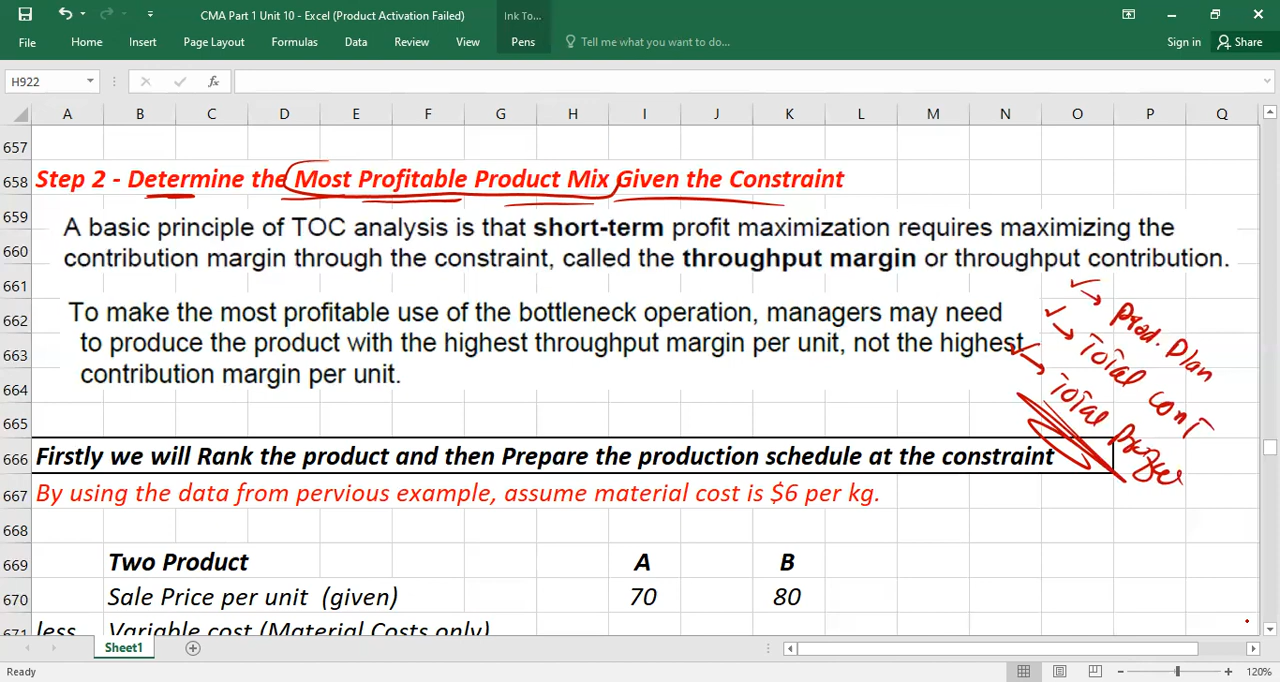 CMA Part 1 Unit 10 - Excel (Product Activation Failed)
Ink To...
File
Home
Insert
Page Layout
Formulas
Data
Review
View
Pens
Tell me what you want to do...
Sign in
Share
H922
fx
A B C D E F G H I J K L M N O P Q
657
658 Step 2 - Determine the Most Profitable Product Mix Given the Constraint
659 A basic principle of TOC analysis is that short-term profit maximization requires maximizing the
660 contribution margin through the constraint, called the throughput margin or throughput contribution.
661
662 To make the most profitable use of the bottleneck operation, managers may need
663 to produce the product with the highest throughput margin per unit, not the highest
664 contribution margin per unit.
Prod. Plan
Total cont
Total
665
666 Firstly we will Rank the product and then Prepare the production schedule at the constraint
667 By using the data from pervious example, assume material cost is $6 per kg.
668
669 Two Product A B
670 Sale Price per unit (given) 70 80
671 less Variable cost (Material Costs only)
Sheet1
Ready
120%